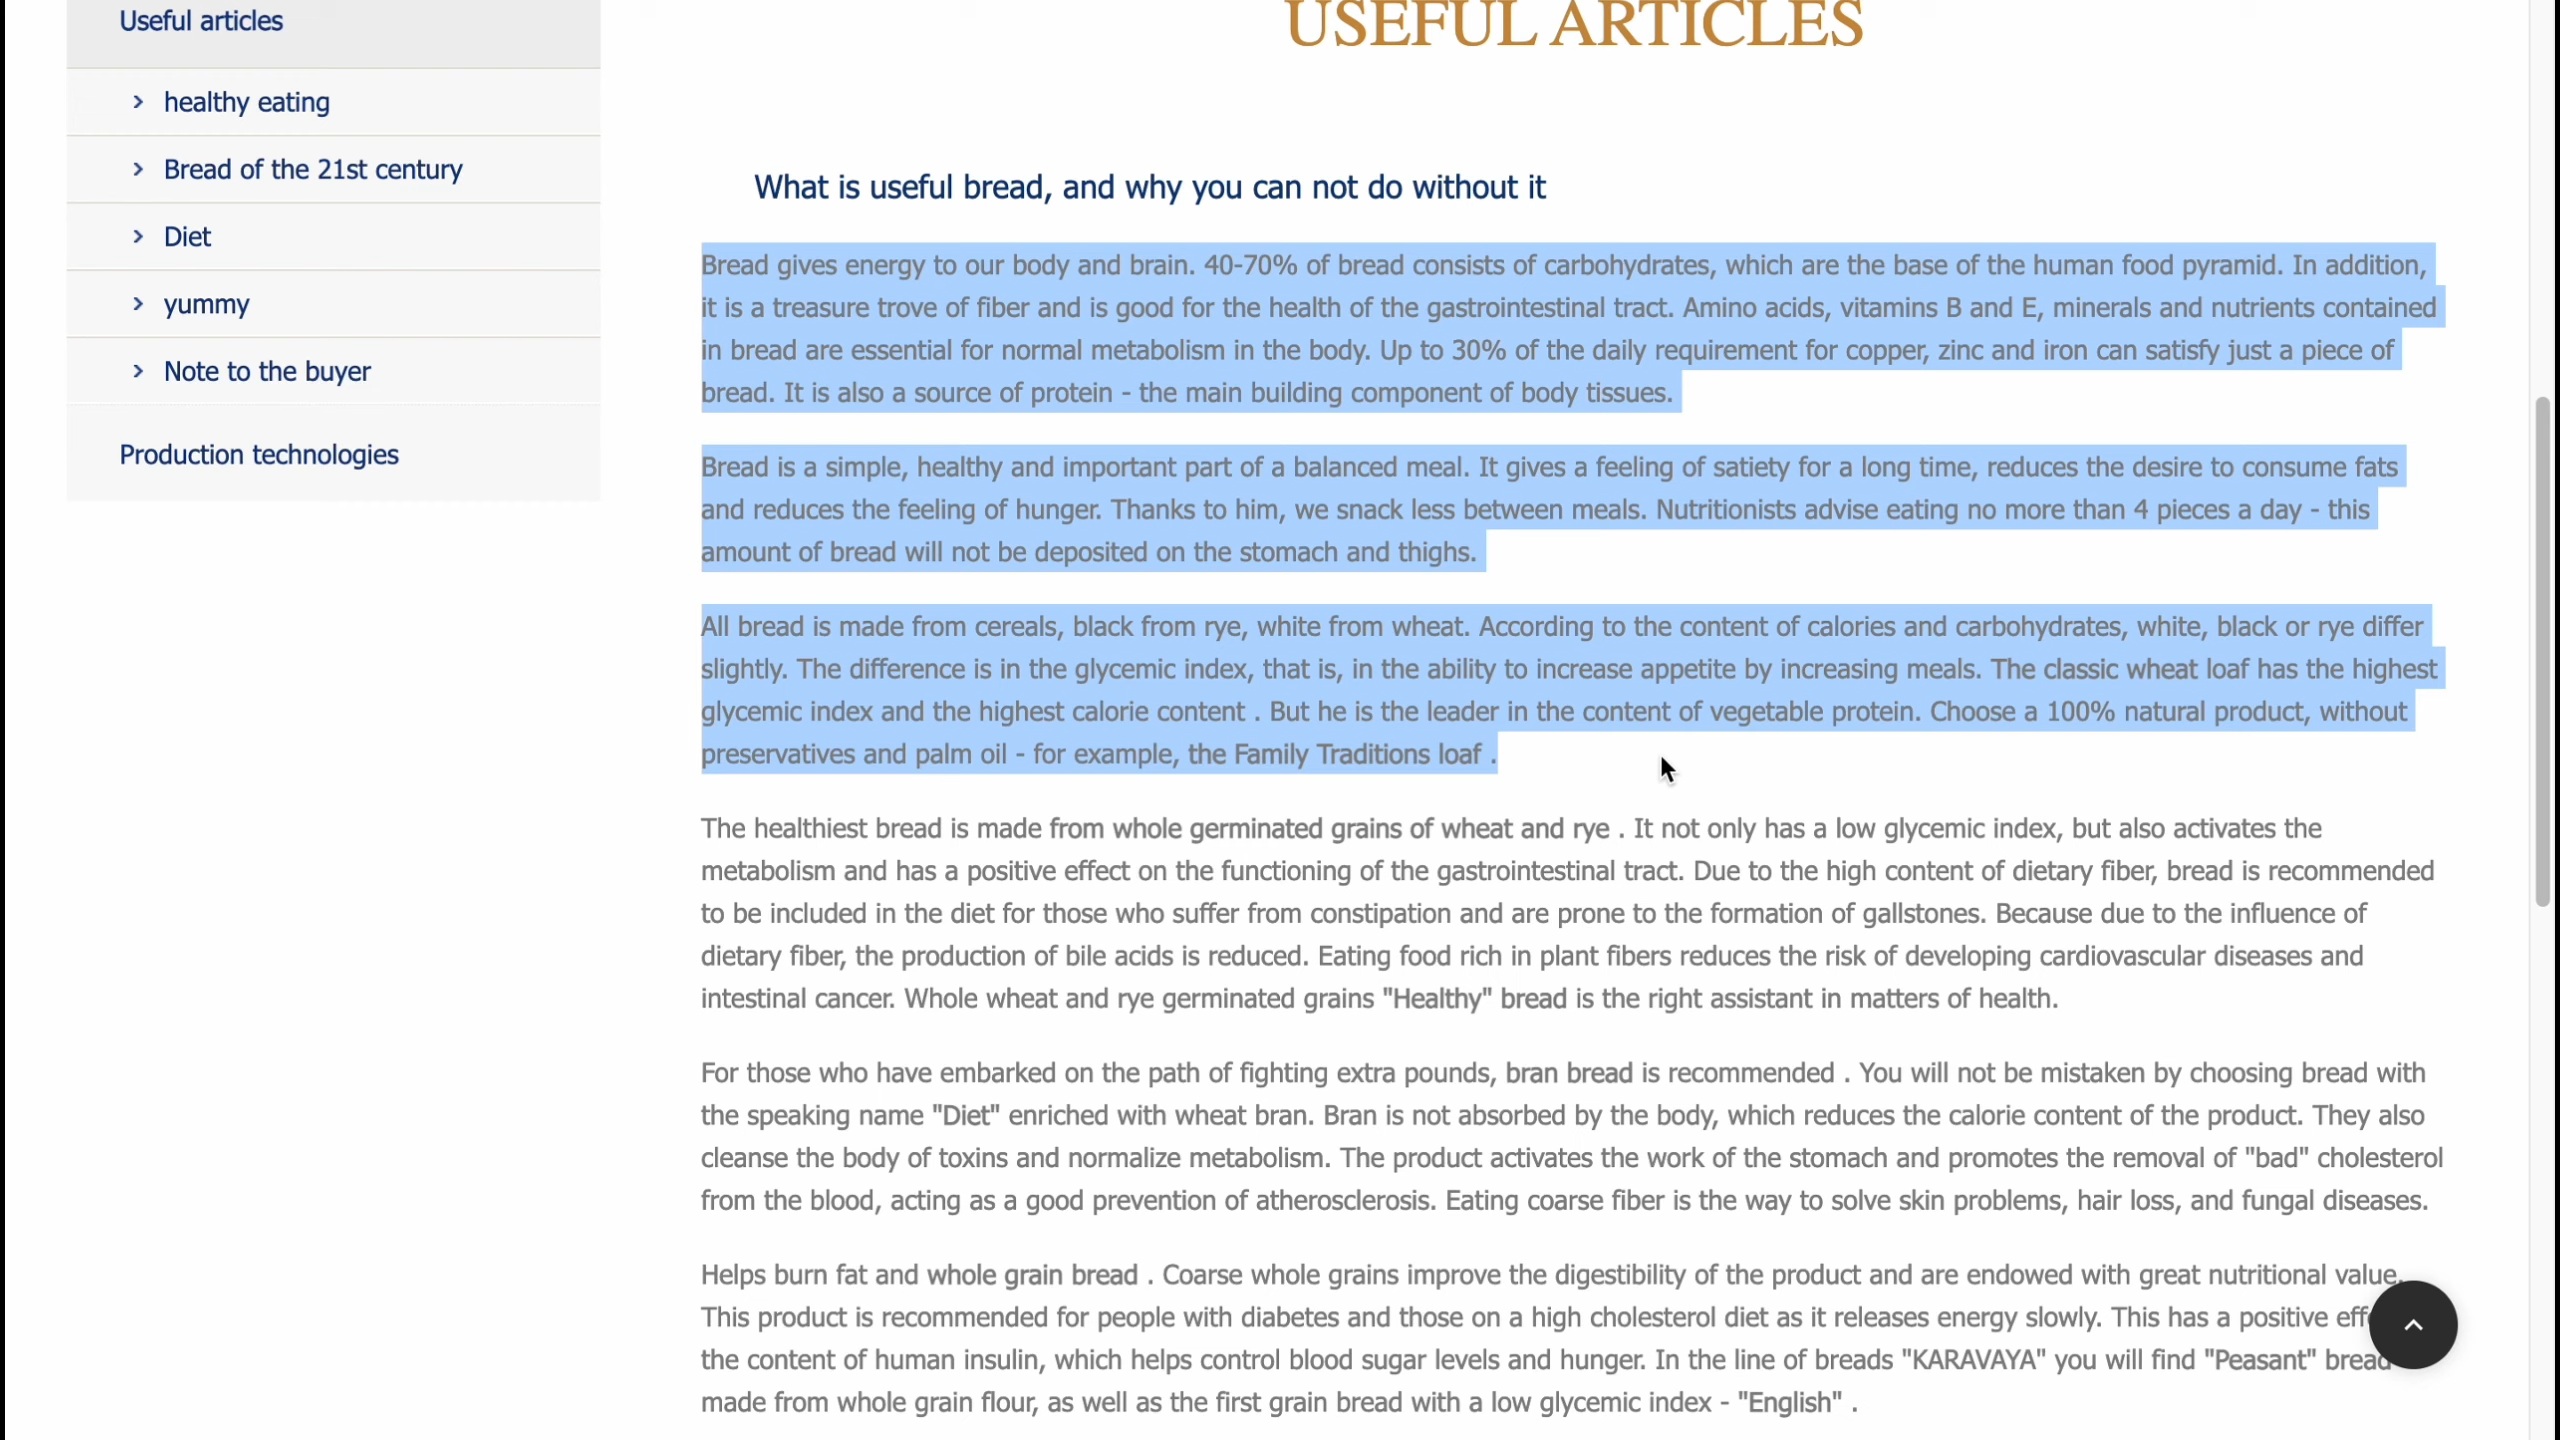 Useful articles
healthy eating
Bread of the 21st century
Diet
yummy
Note to the buyer
Production technologies
USEFUL ARTICLES
What is useful bread, and why you can not do without it
Bread gives energy to our body and brain. 40-70% of bread consists of carbohydrates, which are the base of the human food pyramid. In addition,
it is a treasure trove of fiber and is good for the health of the gastrointestinal tract. Amino acids, vitamins B and E, minerals and nutrients contained
in bread are essential for normal metabolism in the body. Up to 30% of the daily requirement for copper, zinc and iron can satisfy just a piece of
bread. It is also a source of protein - the main building component of body tissues.
Bread is a simple, healthy and important part of a balanced meal. It gives a feeling of satiety for a long time, reduces the desire to consume fats
and reduces the feeling of hunger. Thanks to him, we snack less between meals. Nutritionists advise eating no more than 4 pieces a day - this
amount of bread will not be deposited on the stomach and thighs.
All bread is made from cereals, black from rye, white from wheat. According to the content of calories and carbohydrates, white, black or rye differ
slightly. The difference is in the glycemic index, that is, in the ability to increase appetite by increasing meals. The classic wheat loaf has the highest
glycemic index and the highest calorie content . But he is the leader in the content of vegetable protein. Choose a 100% natural product, without
preservatives and palm oil - for example, the Family Traditions loaf .
The healthiest bread is made from whole germinated grains of wheat and rye . It not only has a low glycemic index, but also activates the
metabolism and has a positive effect on the functioning of the gastrointestinal tract. Due to the high content of dietary fiber, bread is recommended
to be included in the diet for those who suffer from constipation and are prone to the formation of gallstones. Because due to the influence of
dietary fiber, the production of bile acids is reduced. Eating food rich in plant fibers reduces the risk of developing cardiovascular diseases and
intestinal cancer. Whole wheat and rye germinated grains "Healthy" bread is the right assistant in matters of health.
For those who have embarked on the path of fighting extra pounds, bran bread is recommended . You will not be mistaken by choosing bread with
the speaking name "Diet" enriched with wheat bran. Bran is not absorbed by the body, which reduces the calorie content of the product. They also
cleanse the body of toxins and normalize metabolism. The product activates the work of the stomach and promotes the removal of "bad" cholesterol
from the blood, acting as a good prevention of atherosclerosis. Eating coarse fiber is the way to solve skin problems, hair loss, and fungal diseases.
Helps burn fat and whole grain bread . Coarse whole grains improve the digestibility of the product and are endowed with great nutritional value.
This product is recommended for people with diabetes and those on a high cholesterol diet as it releases energy slowly. This has a positive
the content of human insulin, which helps control blood sugar levels and hunger. In the line of breads "KARAVAYA" you will find "Peasant" bread
made from whole grain flour, as well as the first grain bread with a low glycemic index - "English" .